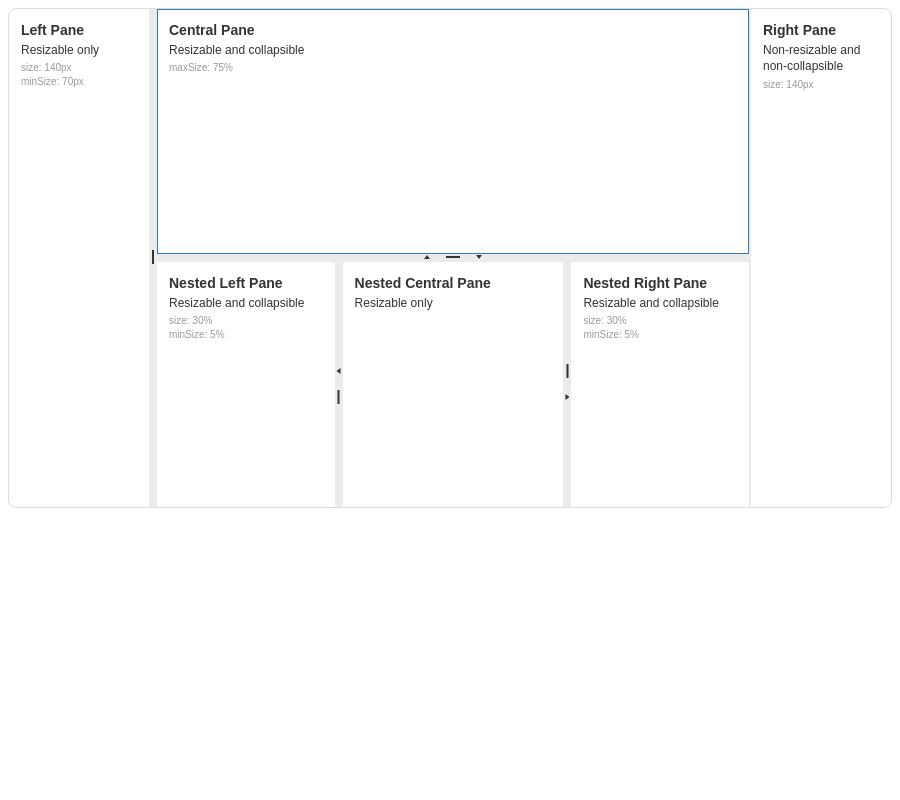 Left Pane
Resizable only
size: 140px
minSize: 70px
Central Pane
Resizable and collapsible
maxSize: 75%
Right Pane
Non-resizable and
non-collapsible
size: 140px
Nested Left Pane
Resizable and collapsible
size: 30%
minSize: 5%
Nested Central Pane
Resizable only
Nested Right Pane
Resizable and collapsible
size: 30%
minSize: 5%